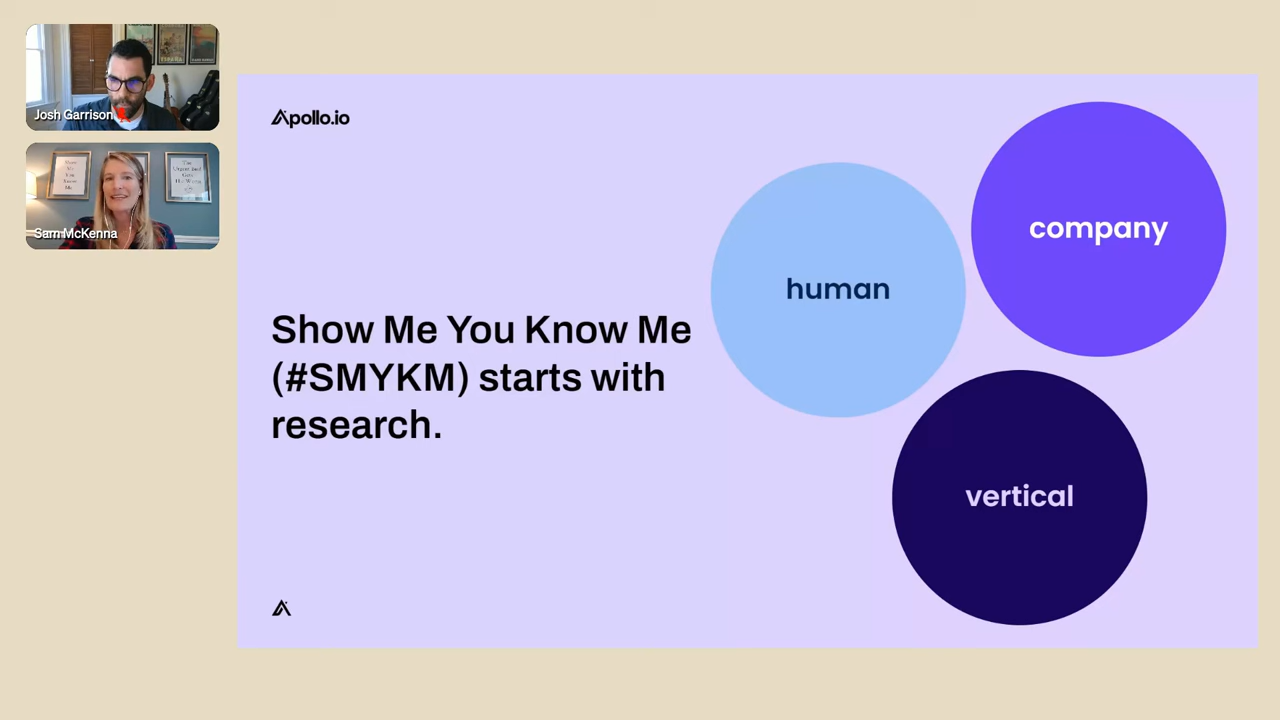 Josh Garrison
Sam McKenna
Apollo.io
Show Me You Know Me
(#SMYKM) starts with
research.
human
company
vertical